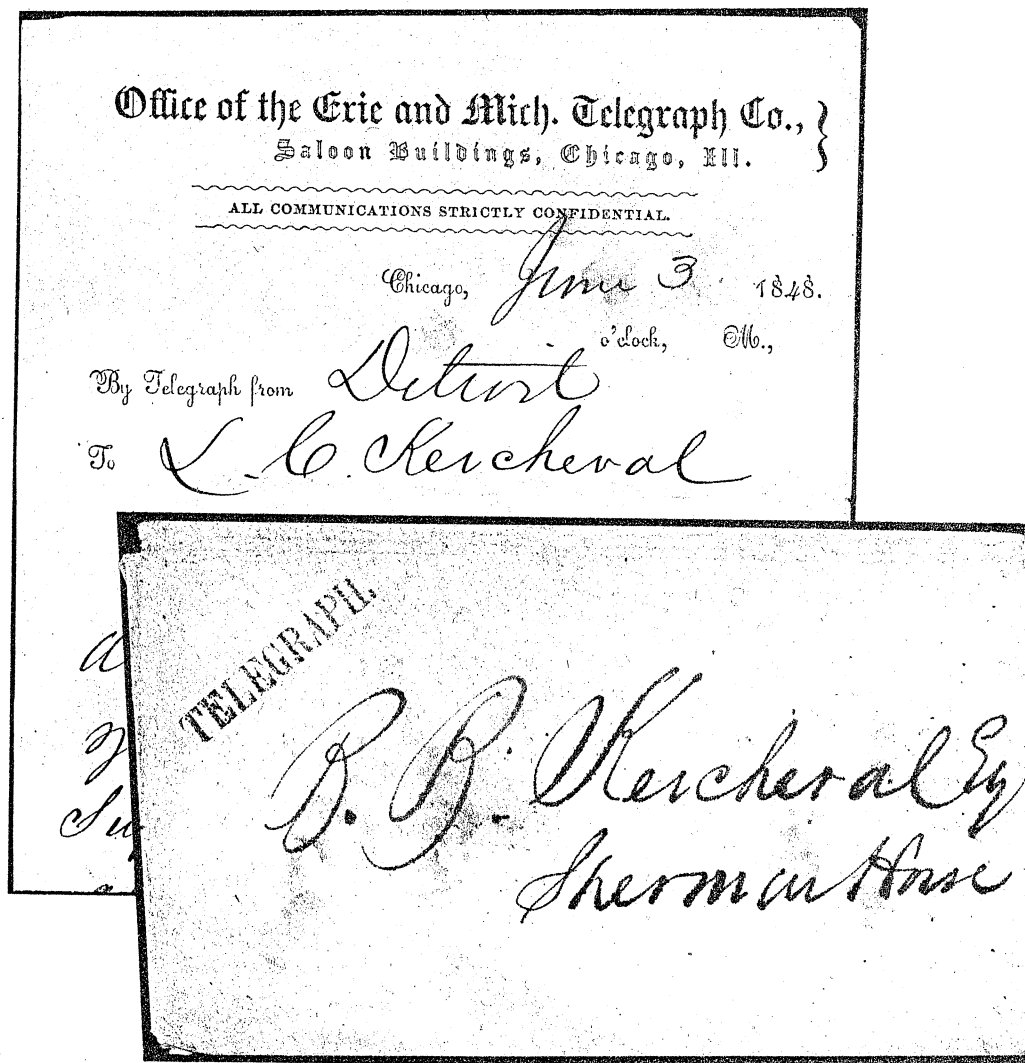 Office of the Erie and Mich. Telegraph Co.,
Saloon Buildings, Chicago, Ill.
ALL COMMUNICATIONS STRICTLY CONFIDENTIAL.
Chicago, June 3 1848.
o'clock, M.,
By Telegraph from Detroit
To L. C. Kercheval
TELEGRAPH.
B. B. Kercheval Esq
Sherman House